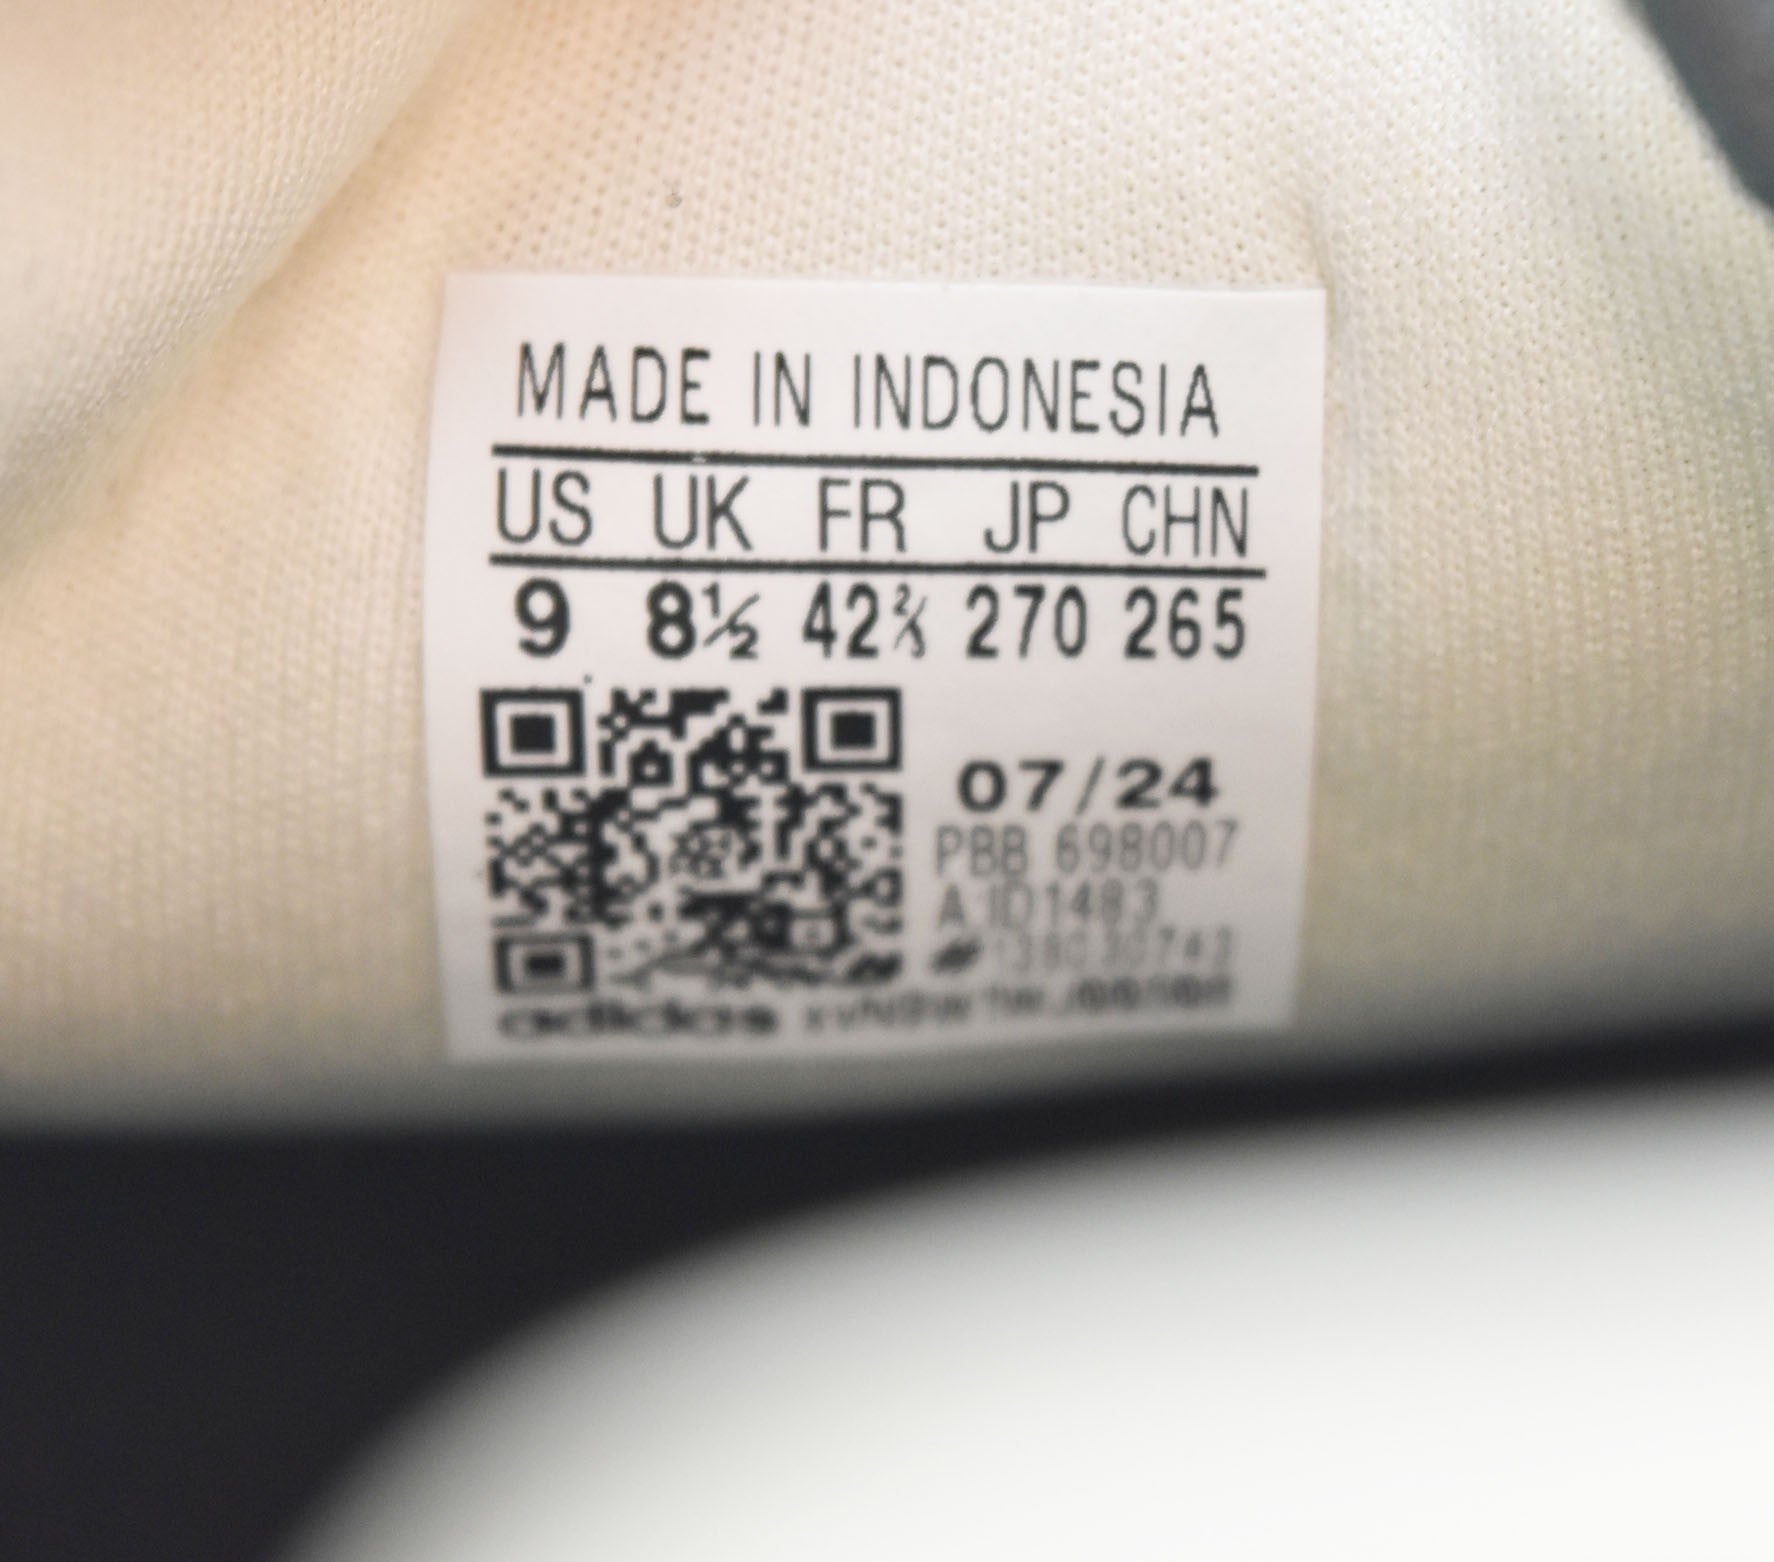 MADE IN INDONESIA
US UK FR JP CHN
9 8½ 42⅔ 270 265
07/24
PBB 698007
adidas